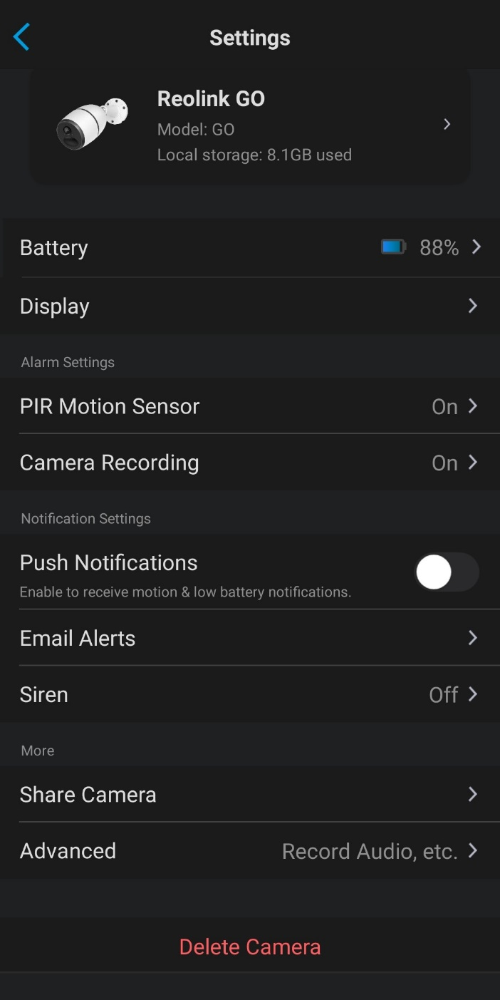 Settings
Reolink GO
Model: GO
Local storage: 8.1GB used
Battery 88%
Display
Alarm Settings
PIR Motion Sensor On
Camera Recording On
Notification Settings
Push Notifications
Enable to receive motion & low battery notifications.
Email Alerts
Siren Off
More
Share Camera
Advanced Record Audio, etc.
Delete Camera